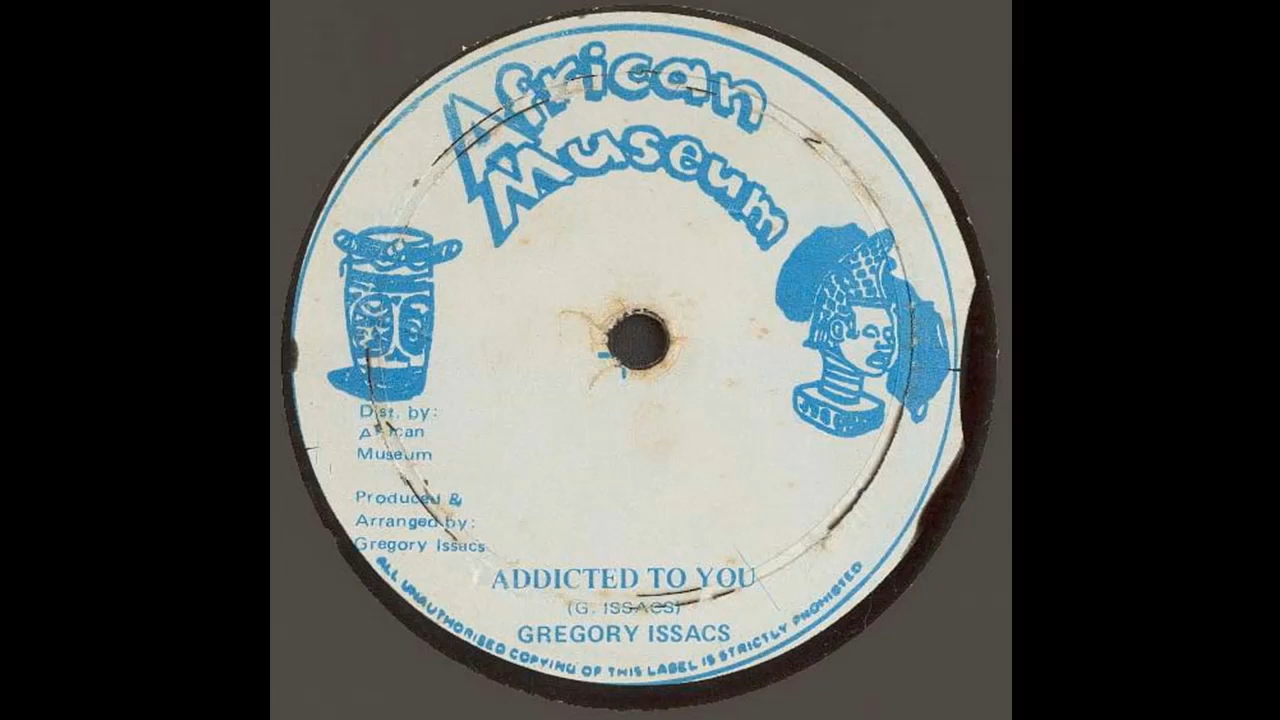 African
Museum
Dist. by:
African
Museum
Produced &
Arranged by:
Gregory Issacs
ADDICTED TO YOU
(G. ISSACS)
GREGORY ISSACS
ALL UNAUTHORISED COPYING OF THIS LABEL IS STRICTLY PROHIBITED